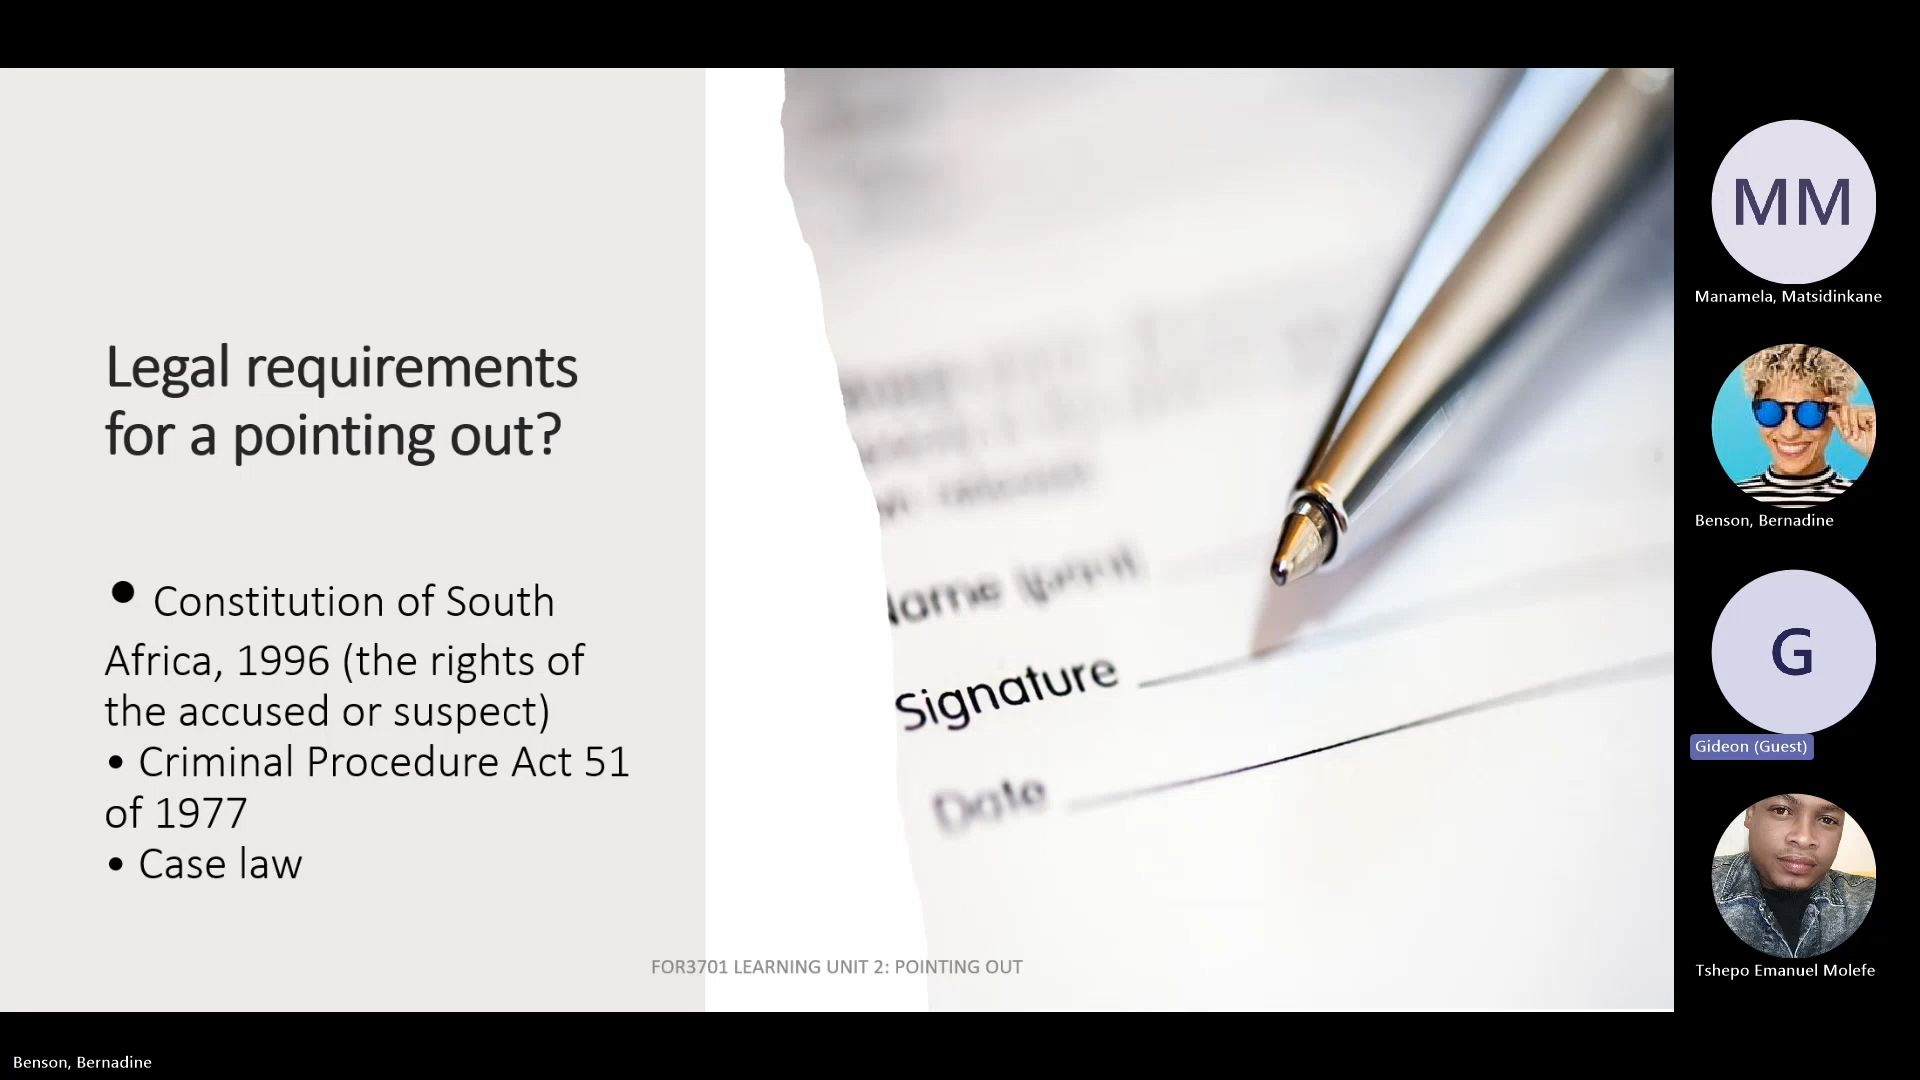 Legal requirements
for a pointing out?
• Constitution of South
Africa, 1996 (the rights of
the accused or suspect)
• Criminal Procedure Act 51
of 1977
• Case law
Name (print)
Signature
Date
FOR3701 LEARNING UNIT 2: POINTING OUT
MM
Manamela, Matsidinkane
Benson, Bernadine
G
Gideon (Guest)
Tshepo Emanuel Molefe
Benson, Bernadine